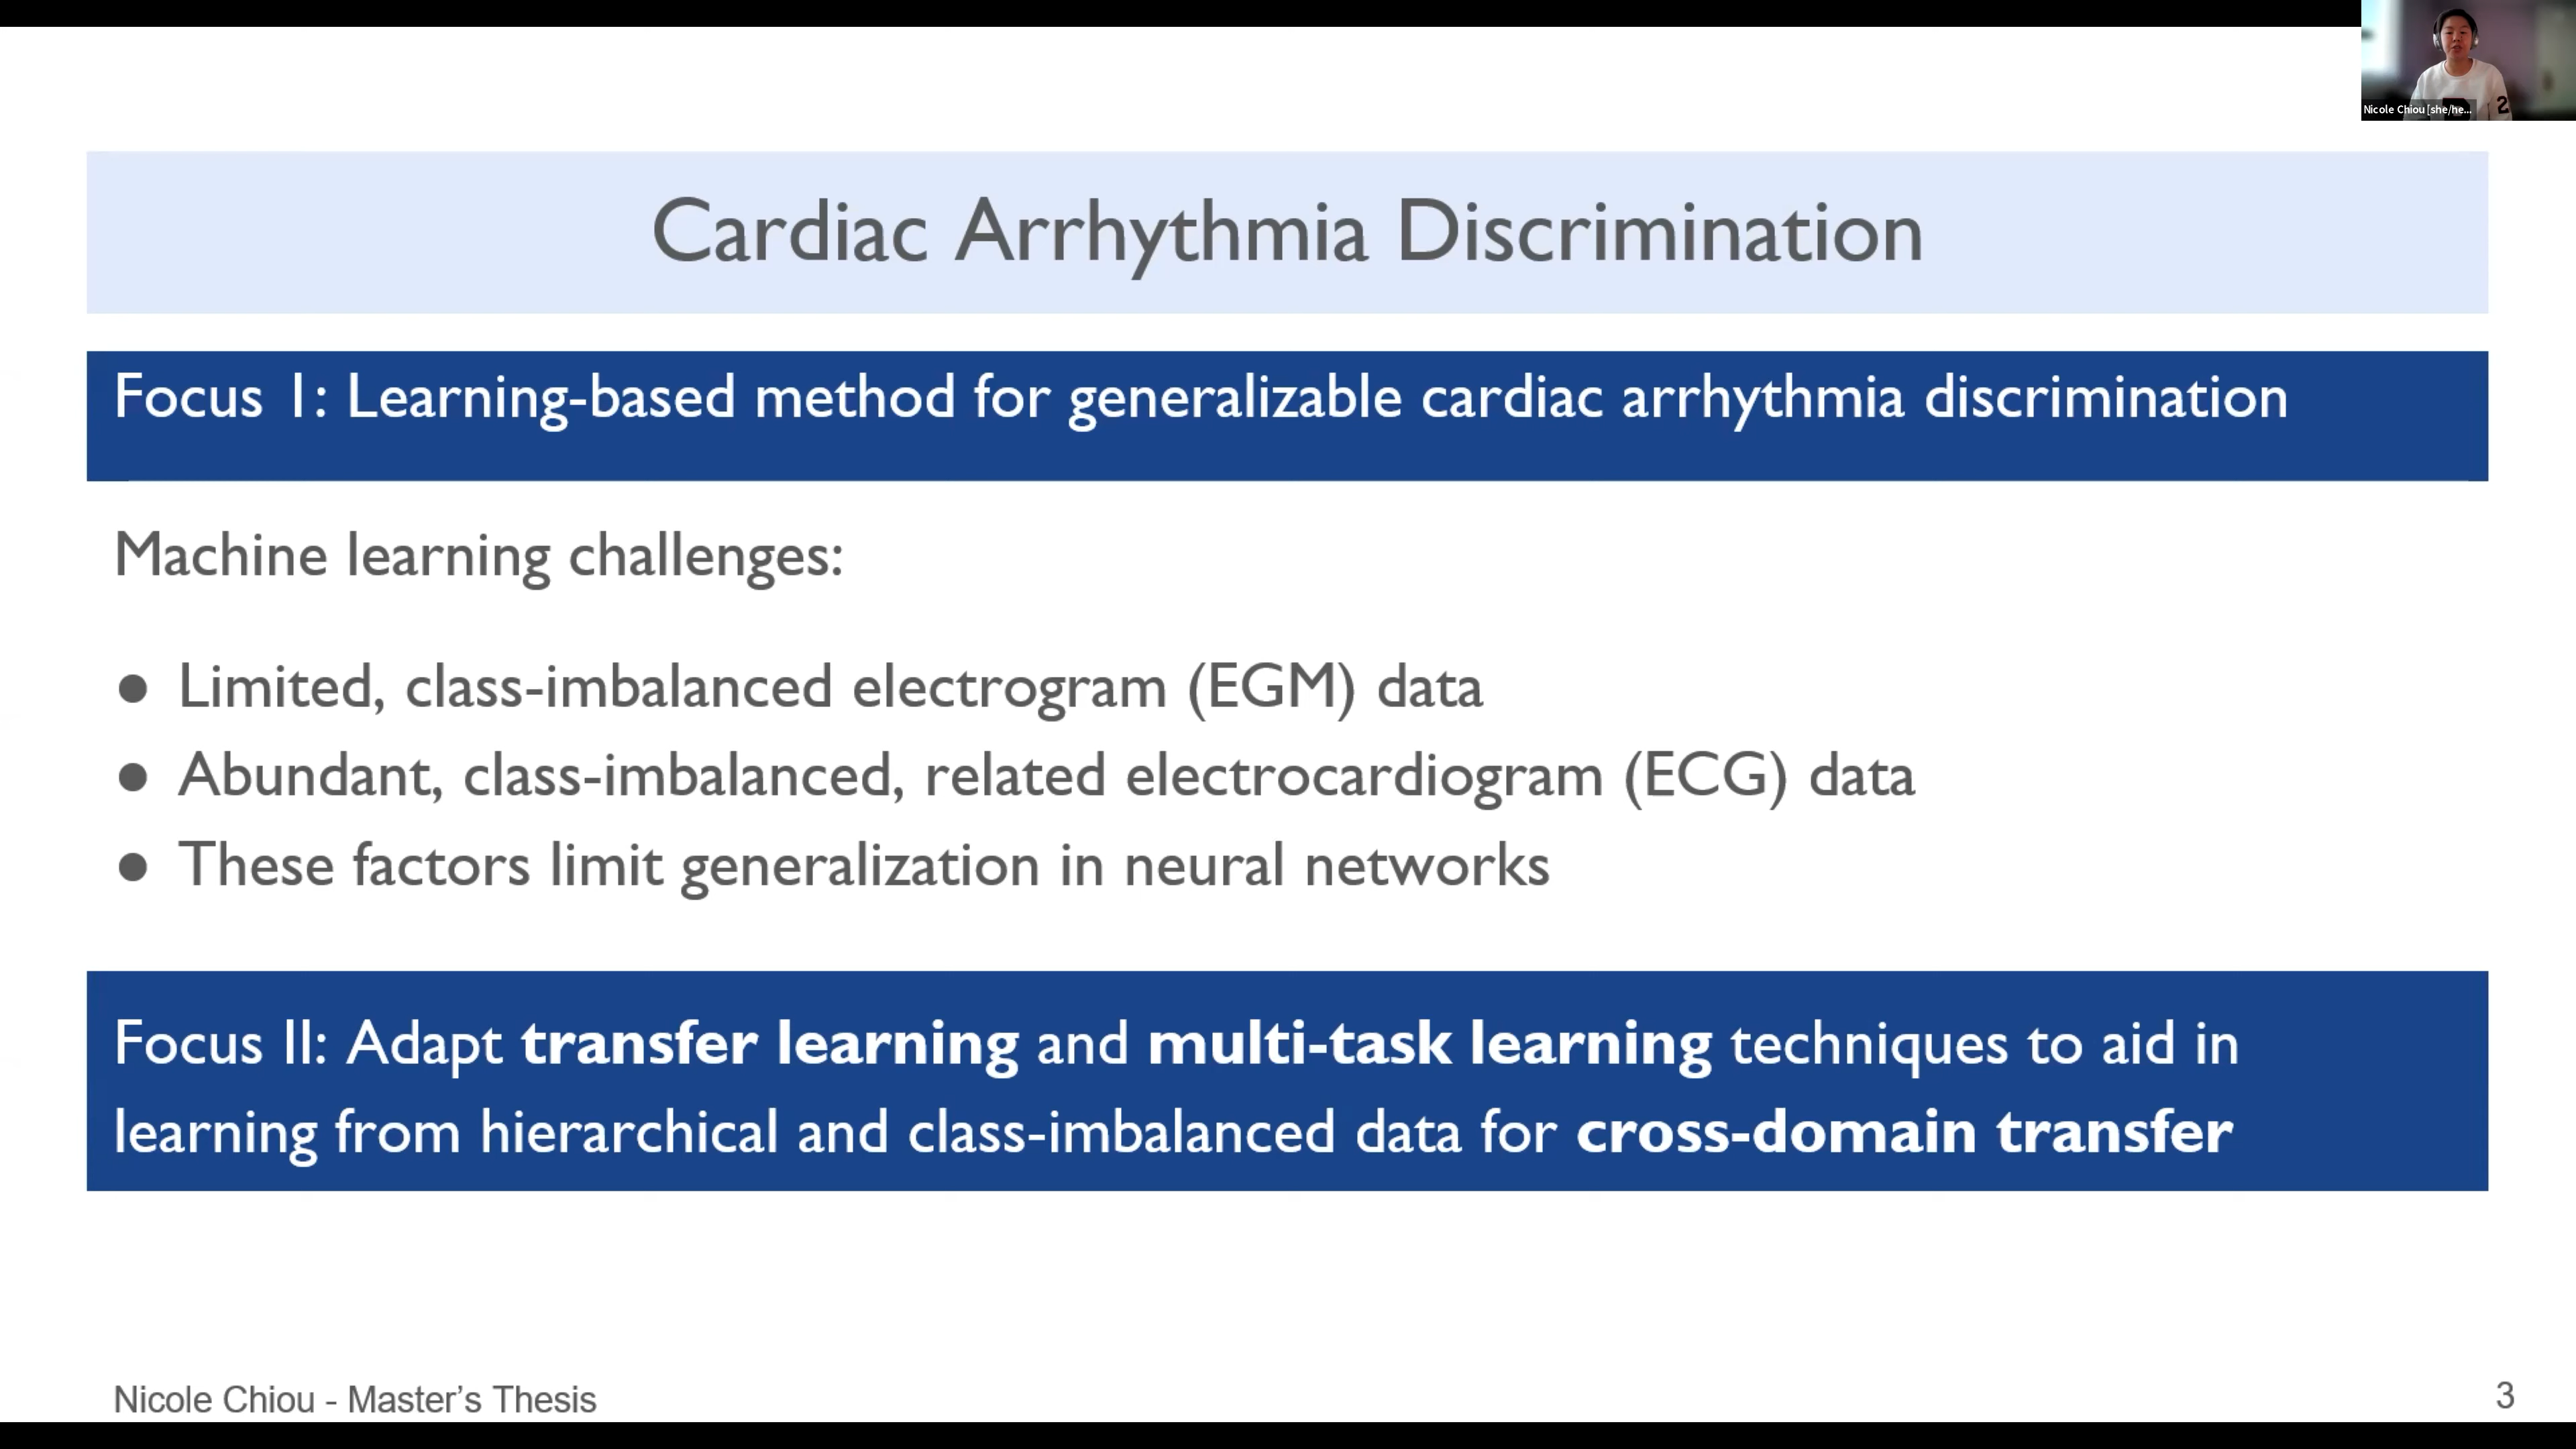 Nicole Chiou [she/he...
Cardiac Arrhythmia Discrimination
Focus I: Learning-based method for generalizable cardiac arrhythmia discrimination
Machine learning challenges:
● Limited, class-imbalanced electrogram (EGM) data
● Abundant, class-imbalanced, related electrocardiogram (ECG) data
● These factors limit generalization in neural networks
Focus II: Adapt transfer learning and multi-task learning techniques to aid in
learning from hierarchical and class-imbalanced data for cross-domain transfer
Nicole Chiou - Master’s Thesis
3